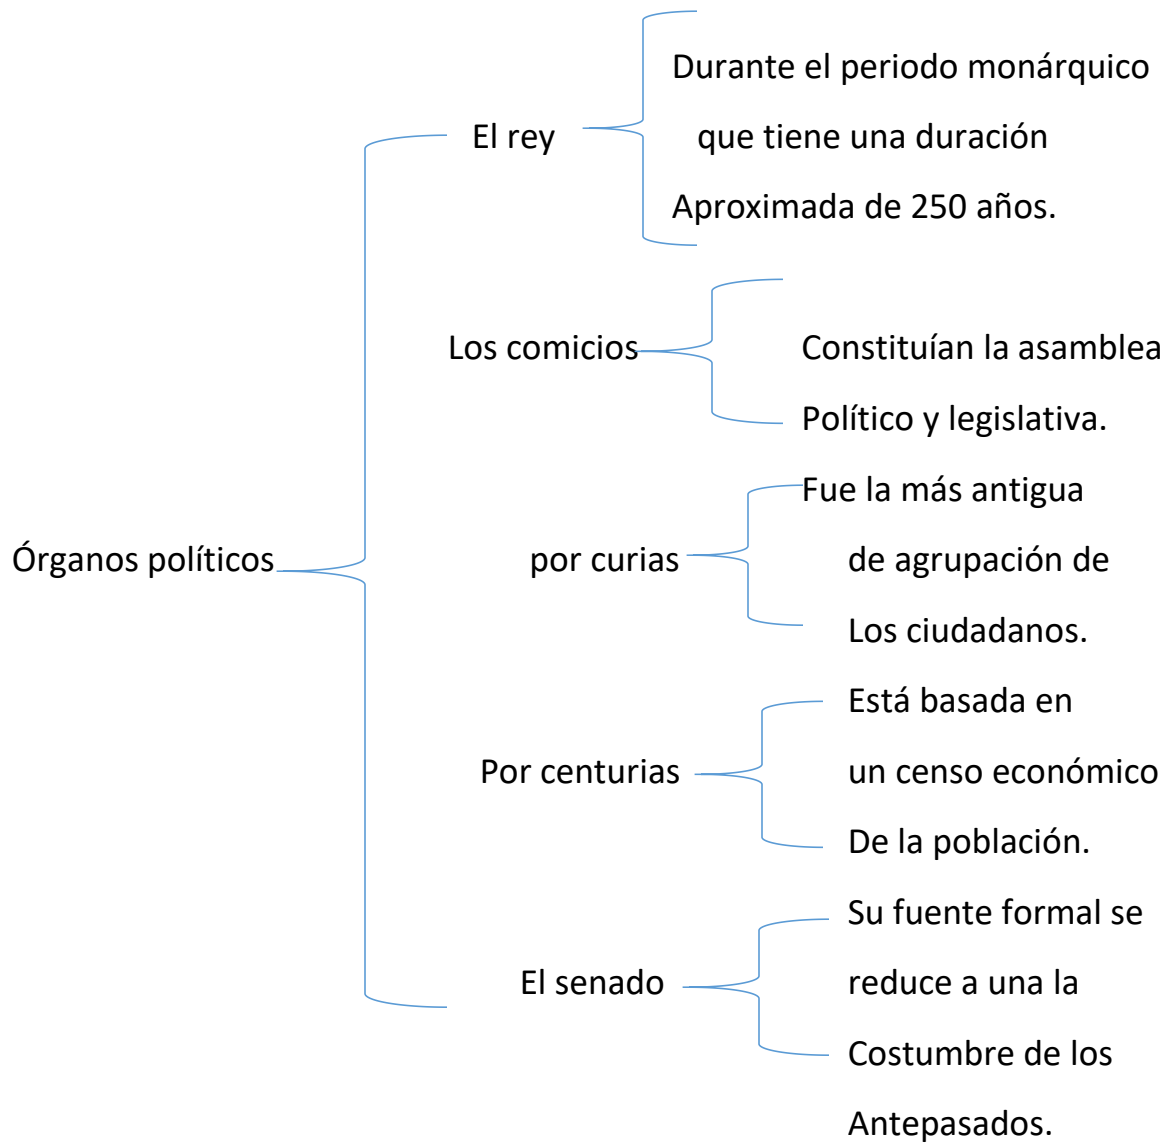 Órganos políticos
El rey
Durante el periodo monárquico
que tiene una duración
Aproximada de 250 años.
Los comicios
Constituían la asamblea
Político y legislativa.
por curias
Fue la más antigua
de agrupación de
Los ciudadanos.
Por centurias
Está basada en
un censo económico
De la población.
El senado
Su fuente formal se
reduce a una la
Costumbre de los
Antepasados.